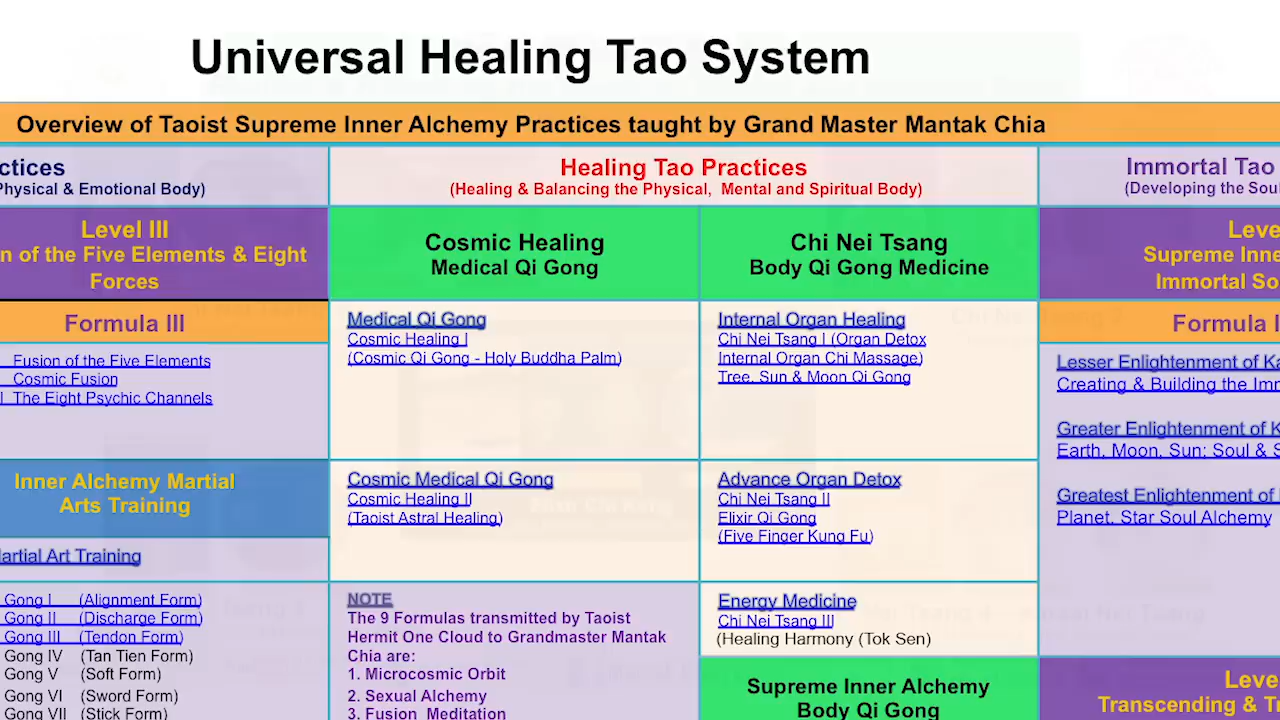 Universal Healing Tao System
Overview of Taoist Supreme Inner Alchemy Practices taught by Grand Master Mantak Chia
ctices
Physical & Emotional Body)
Level III
n of the Five Elements & Eight
Forces
Formula III
Fusion of the Five Elements
Cosmic Fusion
The Eight Psychic Channels
Inner Alchemy Martial
Arts Training
Martial Art Training
Gong I (Alignment Form)
Gong II (Discharge Form)
Gong III (Tendon Form)
Gong IV (Tan Tien Form)
Gong V (Soft Form)
Gong VI (Sword Form)
Gong VII (Stick Form)
Healing Tao Practices
(Healing & Balancing the Physical, Mental and Spiritual Body)
Cosmic Healing
Medical Qi Gong
Medical Qi Gong
Cosmic Healing I
(Cosmic Qi Gong - Holy Buddha Palm)
Cosmic Medical Qi Gong
Cosmic Healing II
(Taoist Astral Healing)
NOTE
The 9 Formulas transmitted by Taoist
Hermit One Cloud to Grandmaster Mantak
Chia are:
1. Microcosmic Orbit
2. Sexual Alchemy
3. Fusion Meditation
Chi Nei Tsang
Body Qi Gong Medicine
Internal Organ Healing
Chi Nei Tsang I (Organ Detox
Internal Organ Chi Massage)
Tree, Sun & Moon Qi Gong
Advance Organ Detox
Chi Nei Tsang II
Elixir Qi Gong
(Five Finger Kung Fu)
Energy Medicine
Chi Nei Tsang III
(Healing Harmony (Tok Sen)
Supreme Inner Alchemy
Body Qi Gong
Immortal Tao
(Developing the Sou
Leve
Supreme Inne
Immortal So
Formula I
Lesser Enlightenment of Ka
Creating & Building the Imm
Greater Enlightenment of K
Earth, Moon, Sun; Soul & S
Greatest Enlightenment of
Planet, Star Soul Alchemy
Leve
Transcending & T